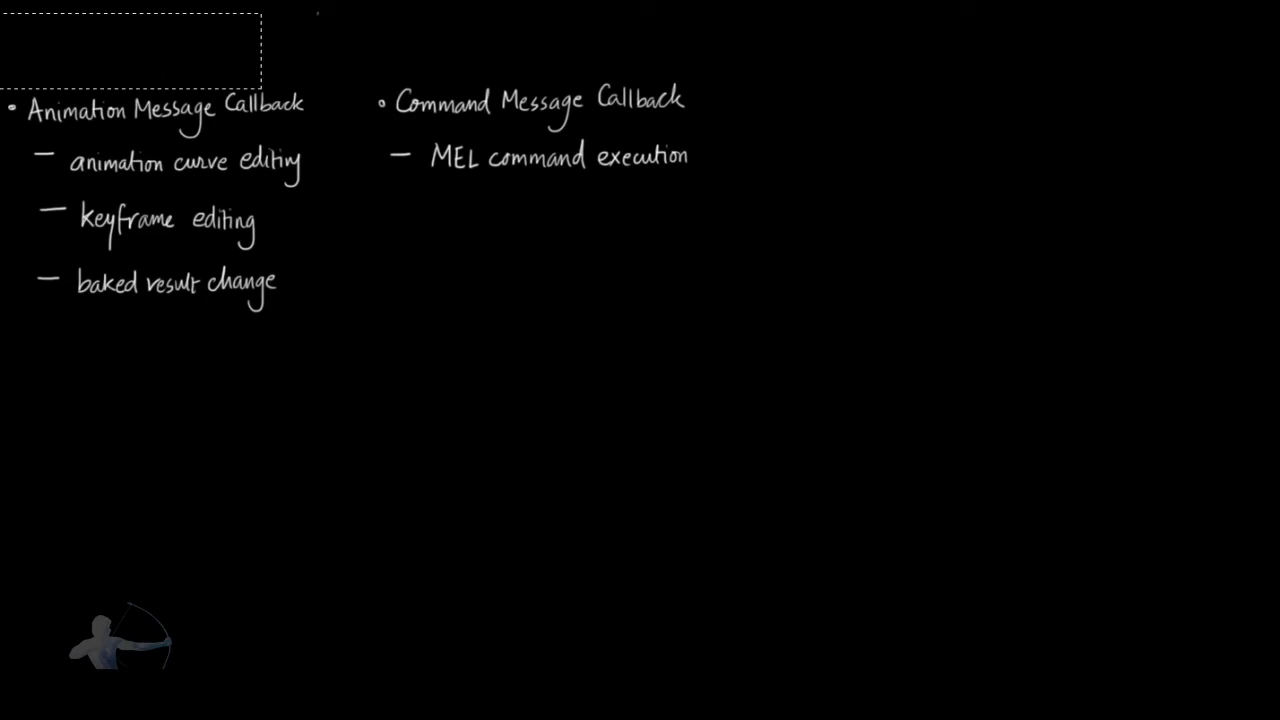 • Animation Message Callback
— animation curve editing
— keyframe editing
— baked result change
• Command Message Callback
— MEL command execution